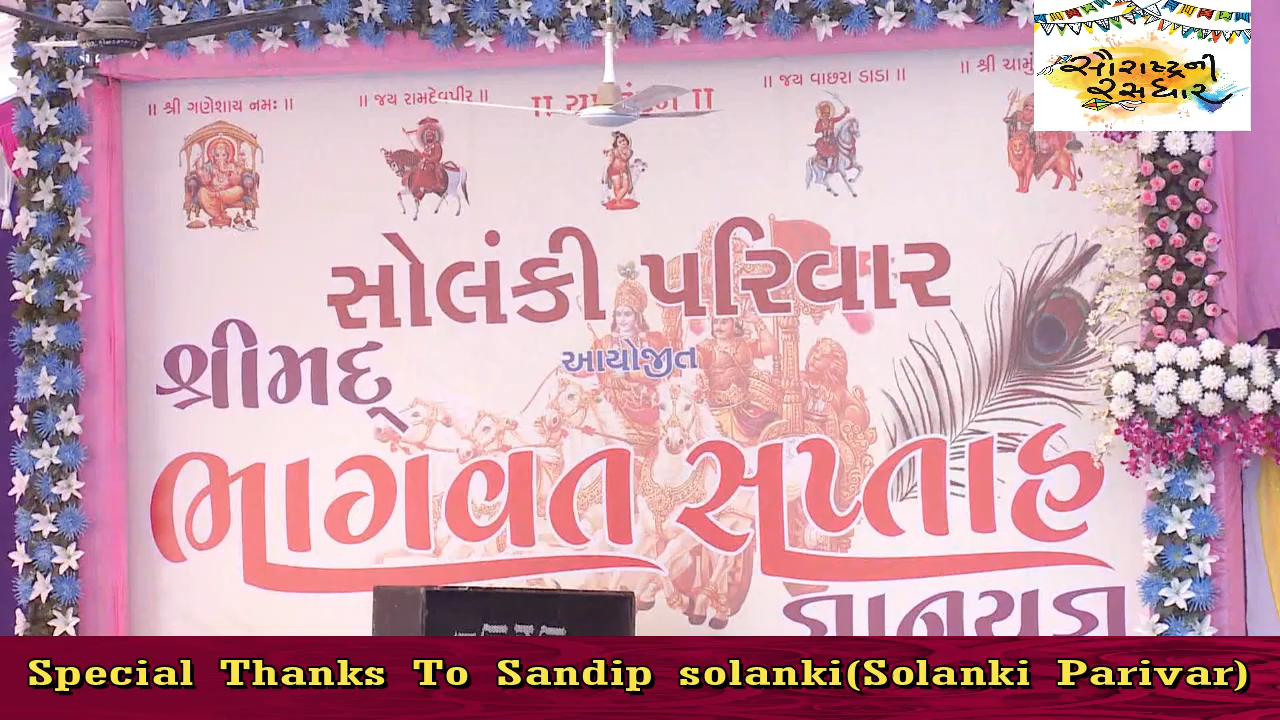 સૌરાષ્ટ્રની
રસધાર
॥ શ્રી ગણેશાય નમઃ ॥
॥ જય રામદેવપીર ॥
॥ જય વાછરા ડાડા ॥
॥ શ્રી
સોલંકી પરિવાર
આયોજીત
શ્રીમદ્
ભાગવત સપ્તાહ
જ્ઞાનયજ્ઞ
Special Thanks To Sandip solanki(Solanki Parivar)